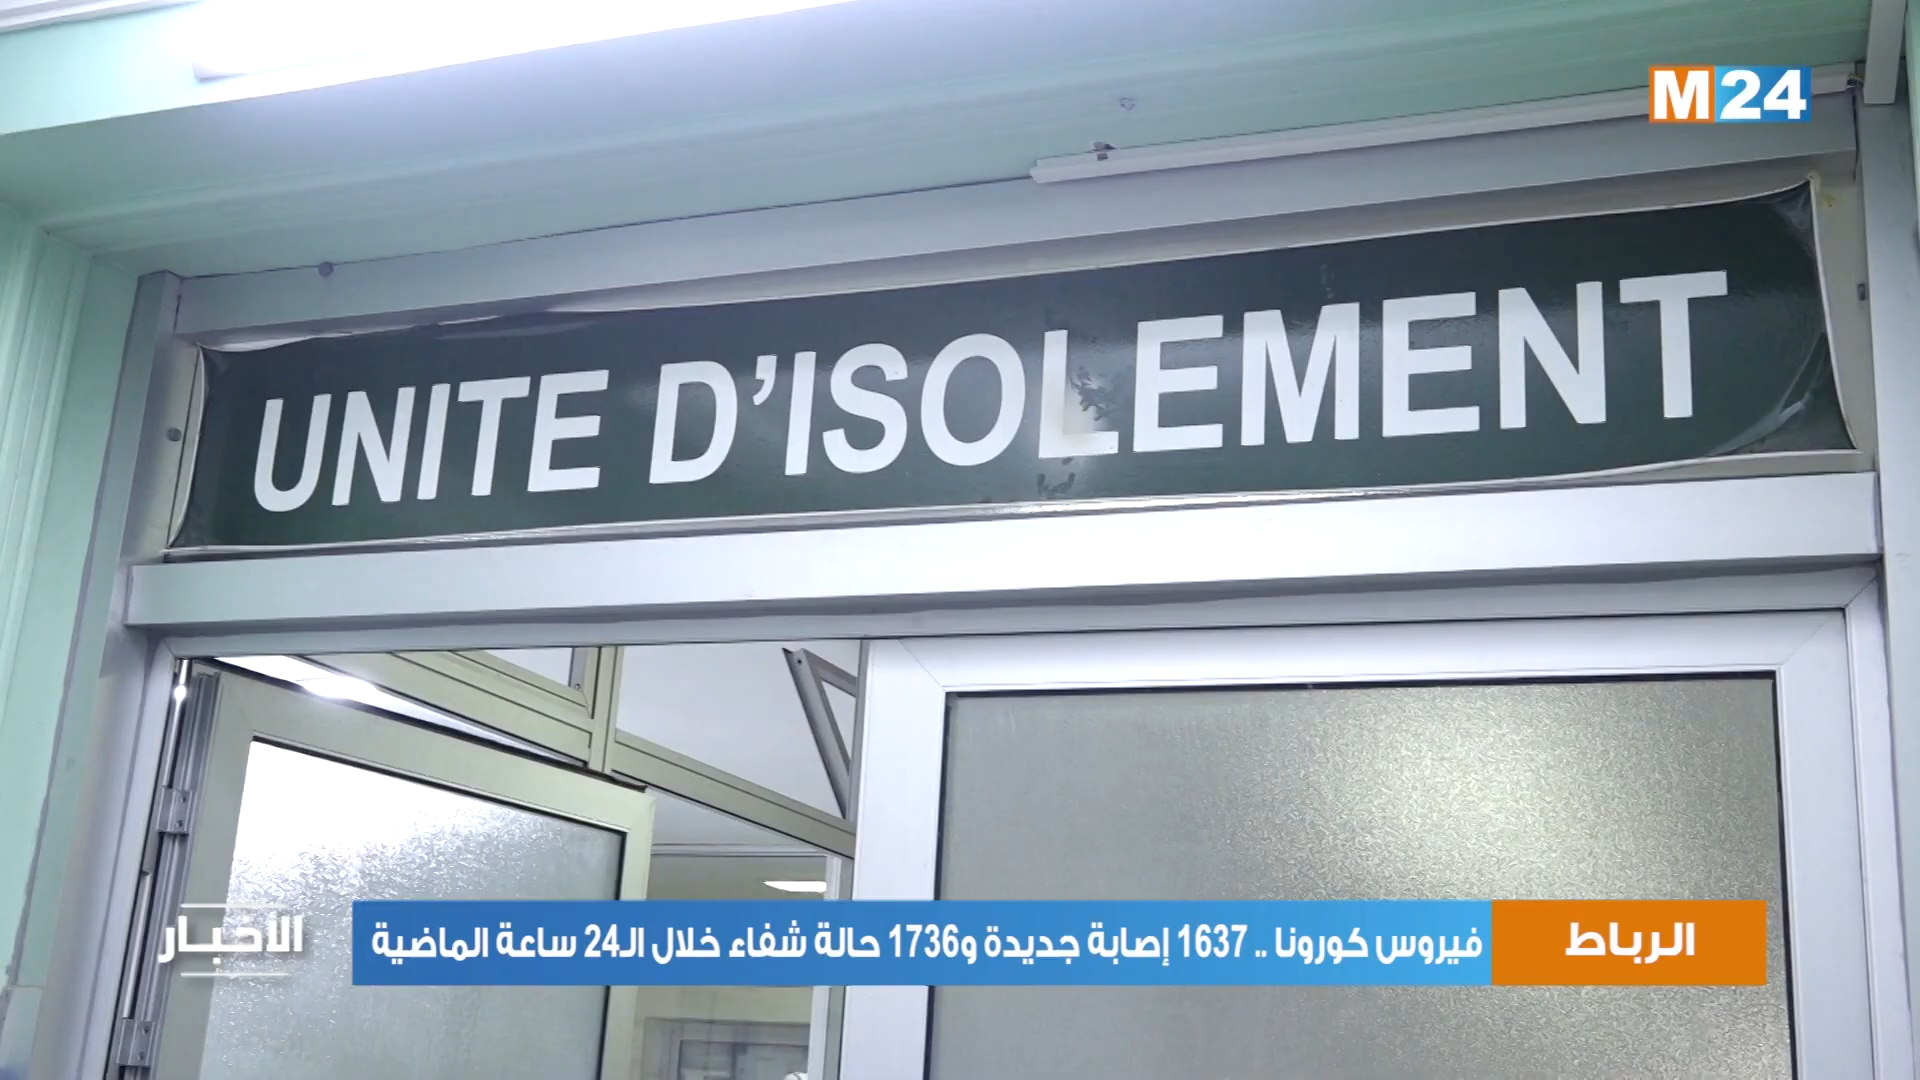 M24
UNITE D'ISOLEMENT
الرباط
فيروس كورونا .. 1637 إصابة جديدة و1736 حالة شفاء خلال الـ24 ساعة الماضية
الأخبار